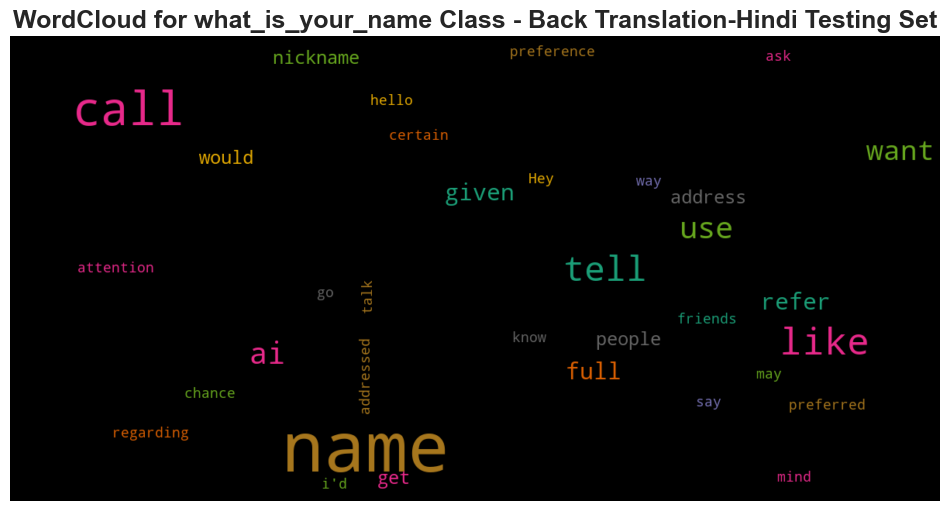 WordCloud for what_is_your_name Class - Back Translation-Hindi Testing Set
nickname
preference
ask
call
hello
certain
would
want
given
Hey
way
address
use
attention
tell
go
talk
refer
friends
know
people
like
ai
addressed
full
may
chance
say
preferred
regarding
name
i'd
get
mind